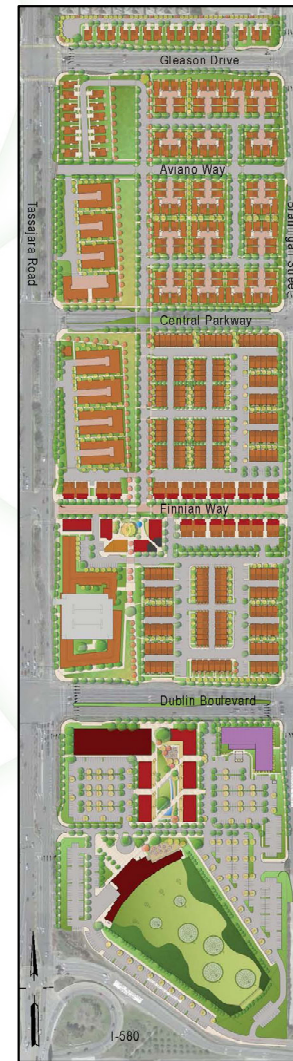 Gleason Drive
Aviano Way
Tassajara Road
Central Parkway
Finnian Way
Dublin Boulevard
I-580